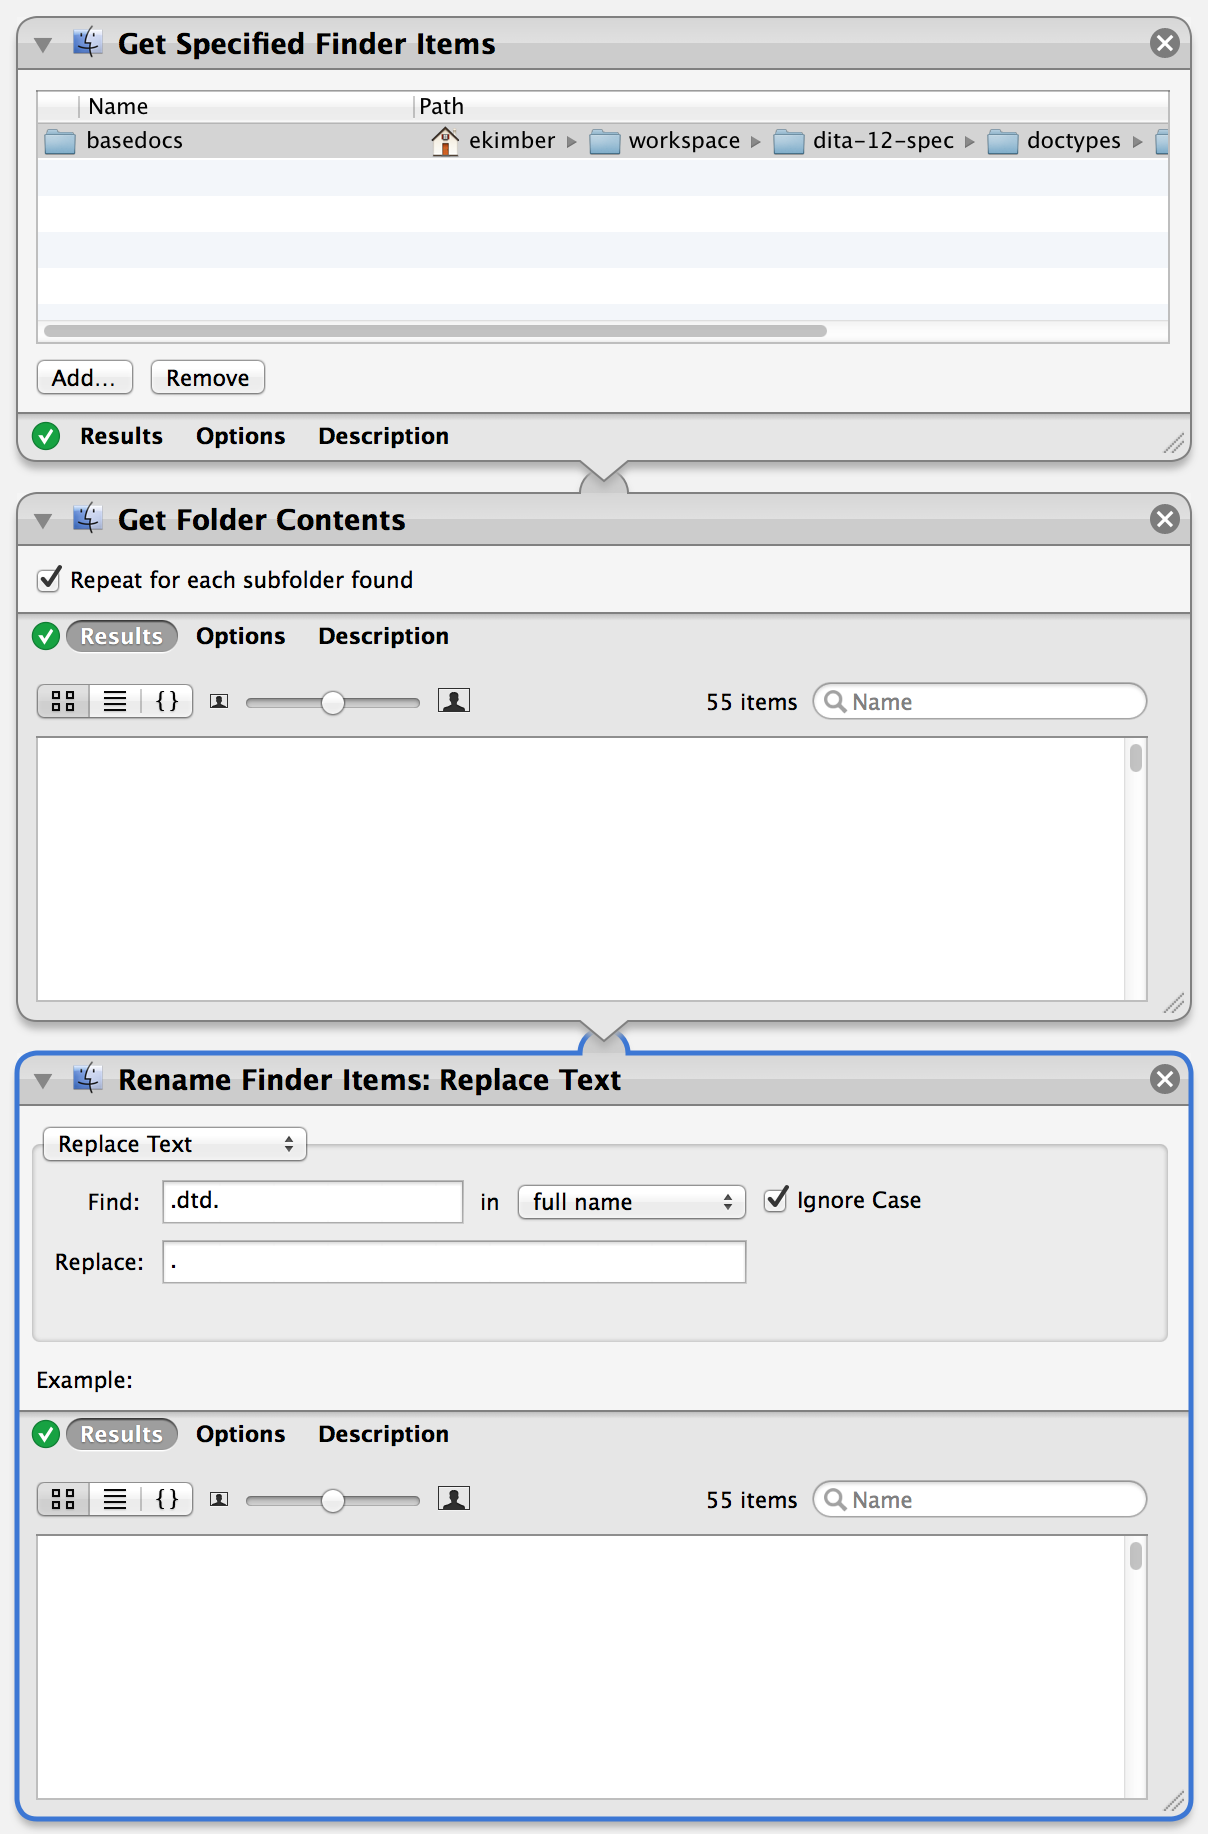 Get Specified Finder Items
Name Path
basedocs ekimber workspace dita-12-spec doctypes
Add... Remove
Results Options Description
Get Folder Contents
Repeat for each subfolder found
Results Options Description
{} 55 items Name
Rename Finder Items: Replace Text
Replace Text
Find: .dtd. in full name Ignore Case
Replace: .
Example:
Results Options Description
{} 55 items Name